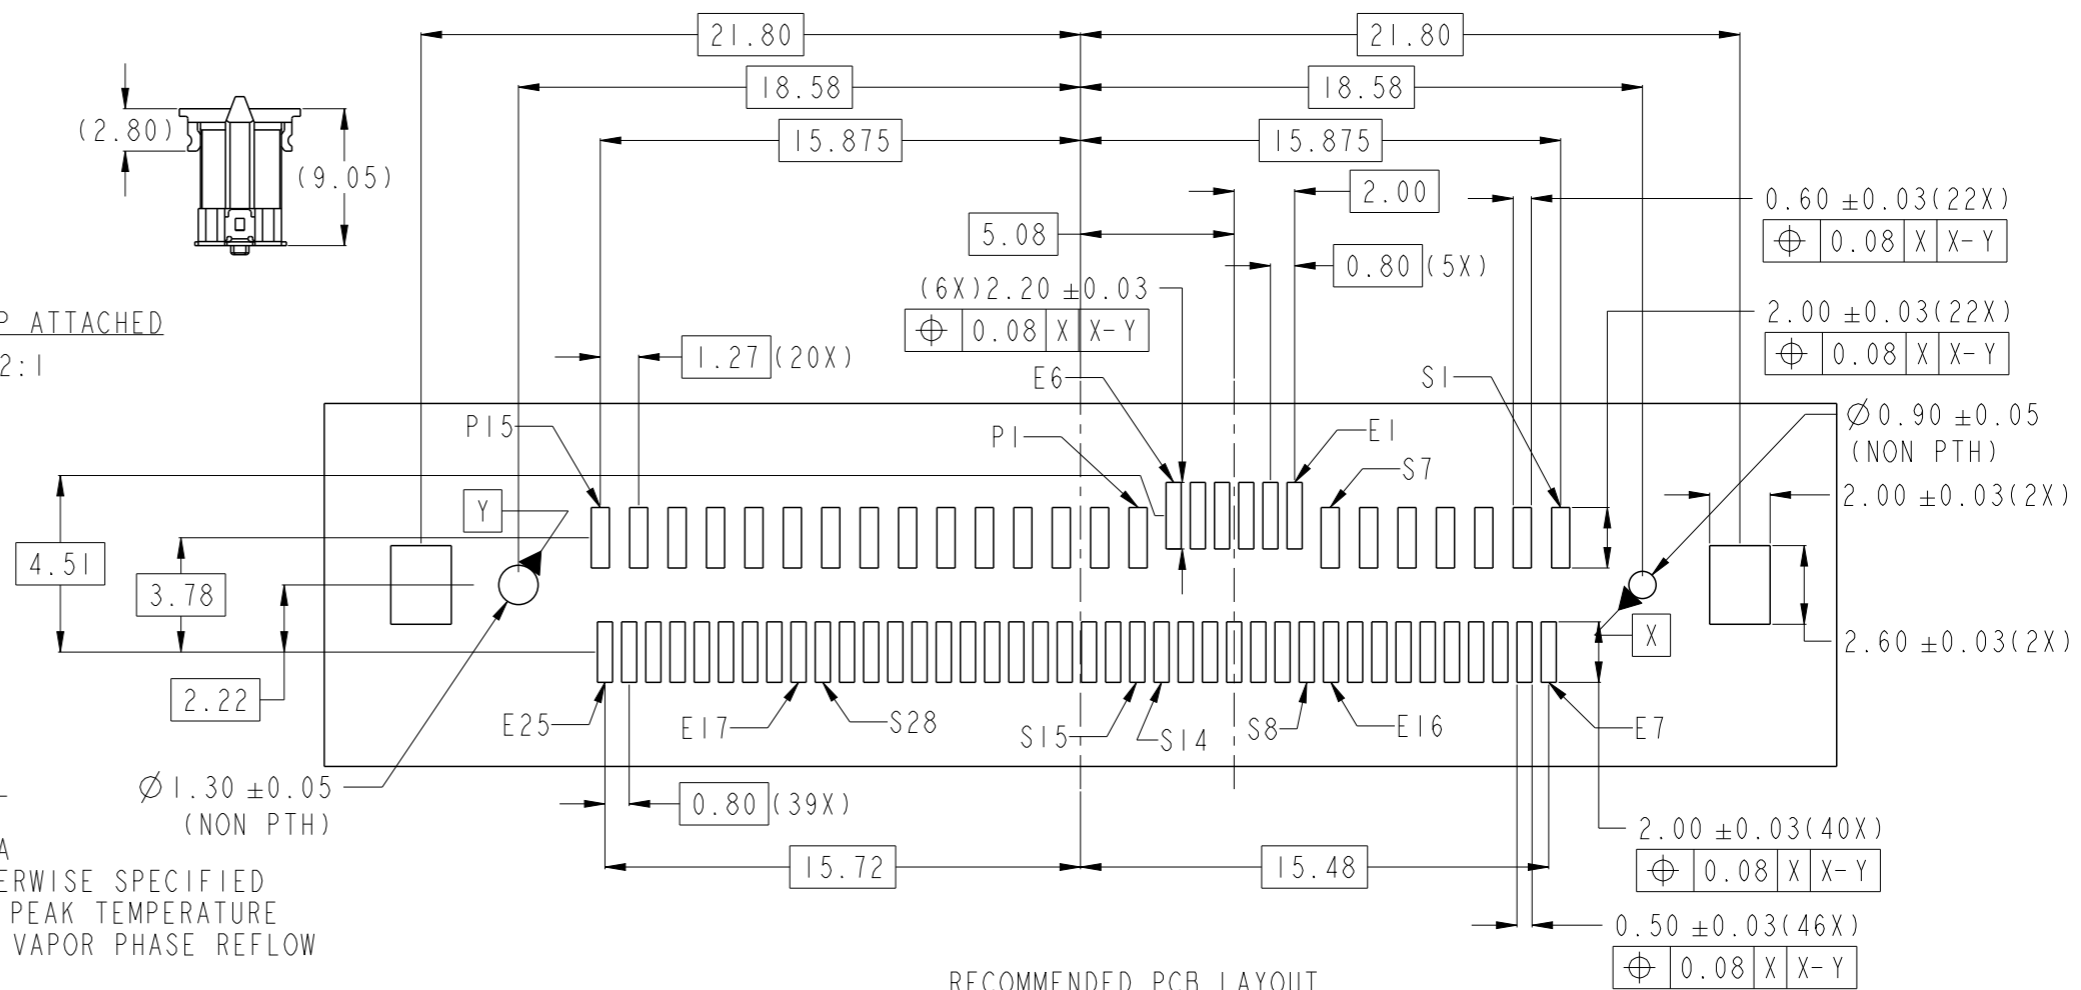 21.80
21.80
18.58
18.58
(2.80)
15.875
15.875
(9.05)
2.00
0.60 ±0.03(22X)
⌖ 0.08 X X-Y
5.08
0.80 (5X)
(6X)2.20 ±0.03
⌖ 0.08 X X-Y
2.00 ±0.03(22X)
⌖ 0.08 X X-Y
P ATTACHED
2:1
1.27 (20X)
E6
S1
P15
P1
E1
S7
Ø0.90 ±0.05
(NON PTH)
2.00 ±0.03(2X)
Y
4.51
3.78
X
2.60 ±0.03(2X)
2.22
E25
E17
S28
S15
S14
S8
E16
E7
Ø1.30 ±0.05
(NON PTH)
0.80 (39X)
2.00 ±0.03(40X)
⌖ 0.08 X X-Y
A
15.72
15.48
ERWISE SPECIFIED
PEAK TEMPERATURE
VAPOR PHASE REFLOW
0.50 ±0.03(46X)
⌖ 0.08 X X-Y
RECOMMENDED PCB LAYOUT